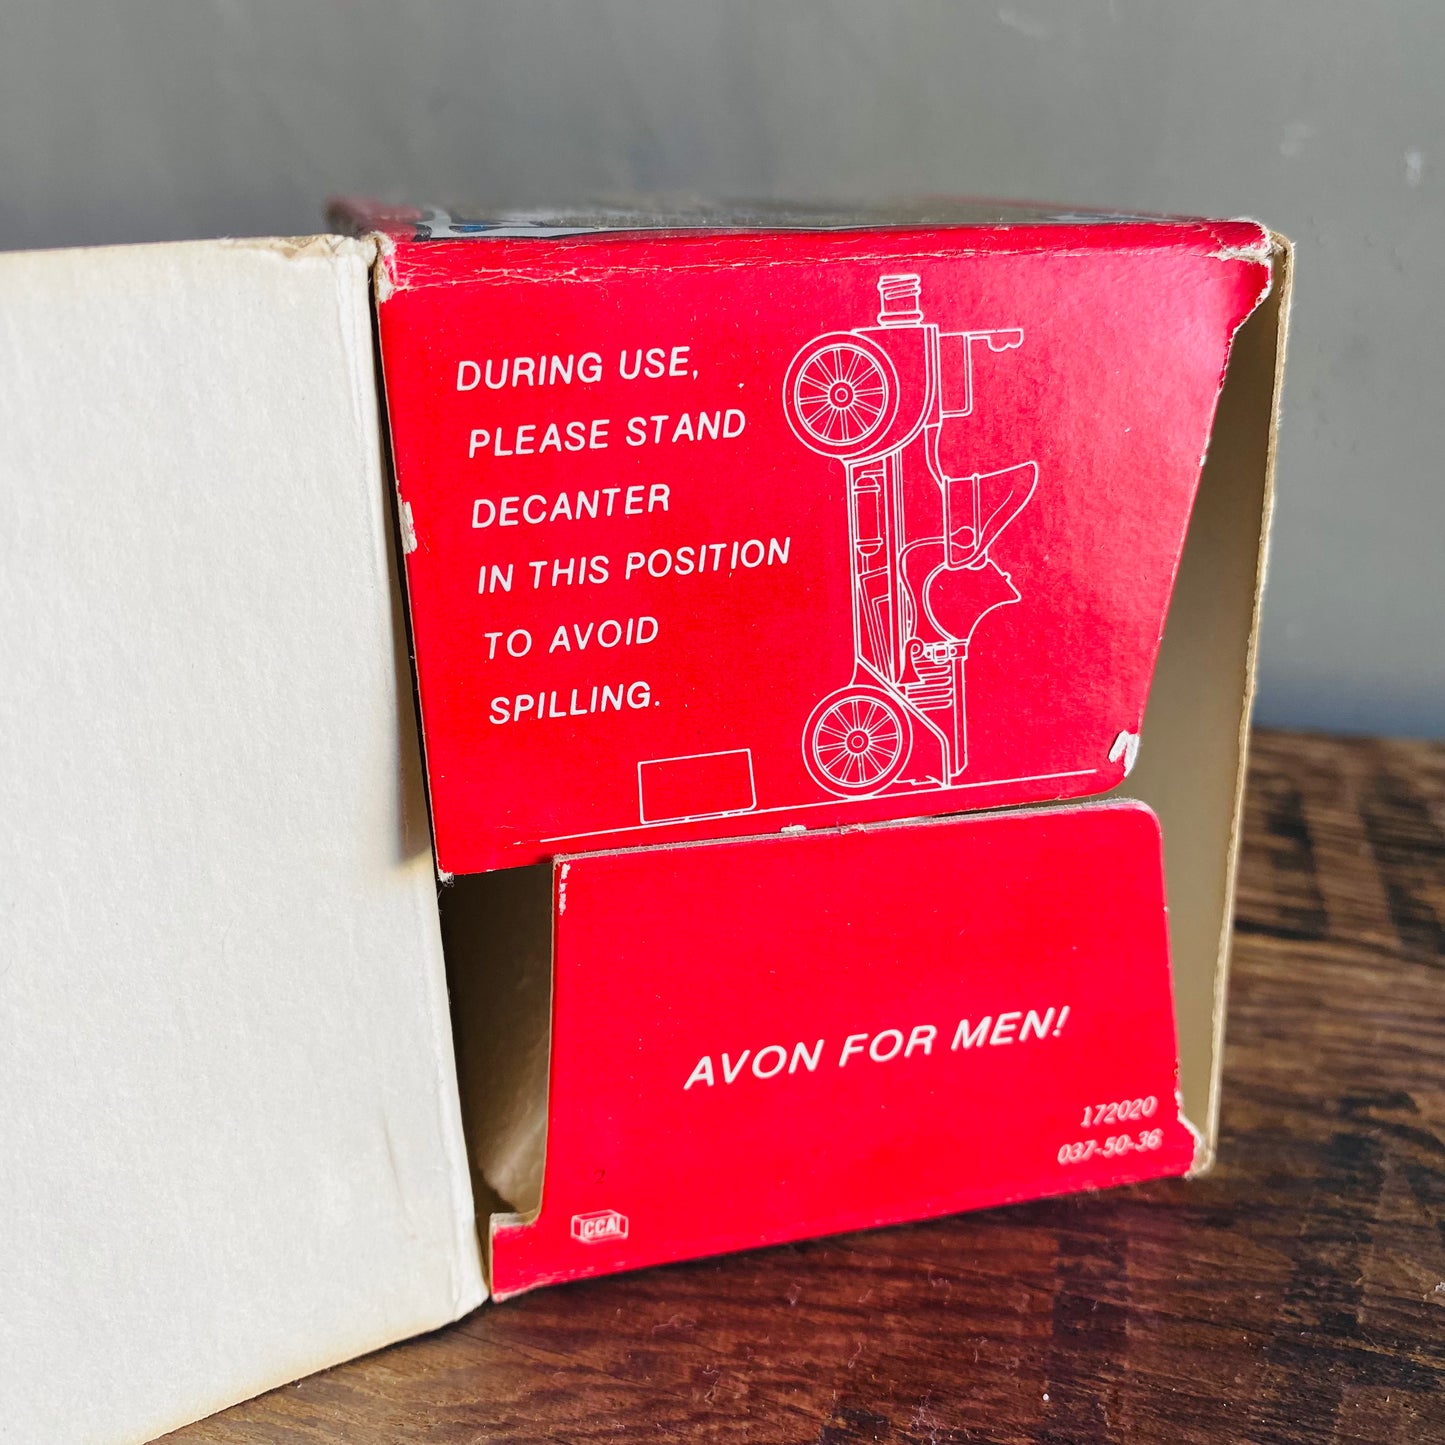 DURING USE,
PLEASE STAND
DECANTER
IN THIS POSITION
TO AVOID
SPILLING.
AVON FOR MEN!
172020
037-50-36
2
CCA